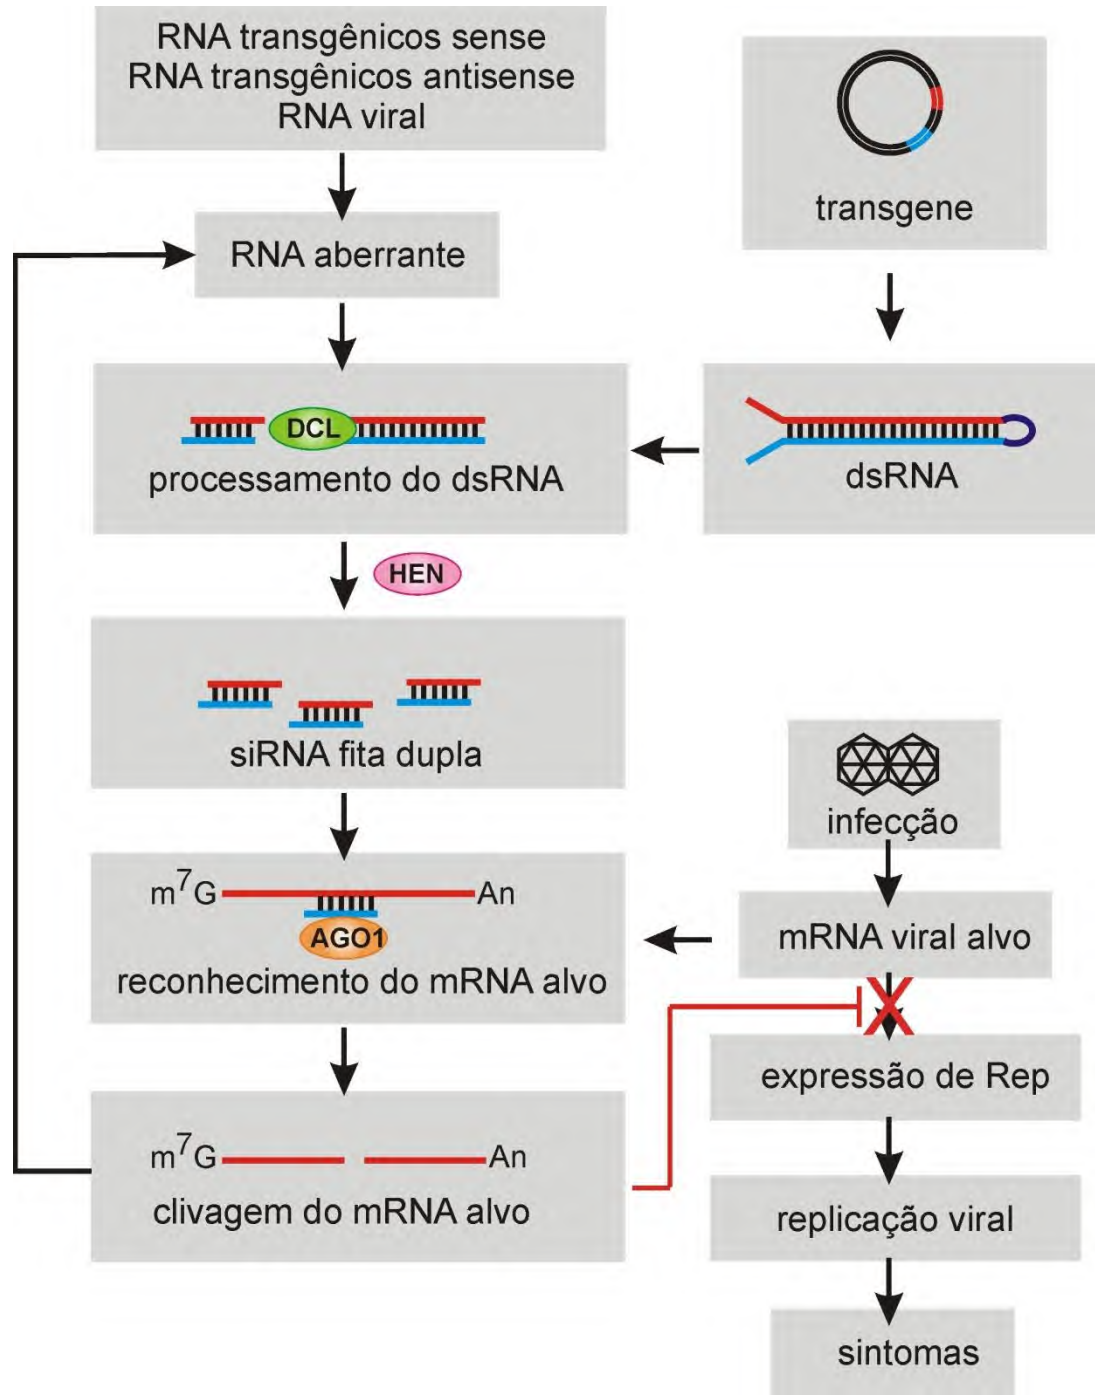 RNA transgênicos sense
RNA transgênicos antisense
RNA viral
RNA aberrante
DCL
processamento do dsRNA
HEN
siRNA fita dupla
m7G
An
AGO1
reconhecimento do mRNA alvo
m7G
An
clivagem do mRNA alvo
transgene
dsRNA
infecção
mRNA viral alvo
X
expressão de Rep
replicação viral
sintomas